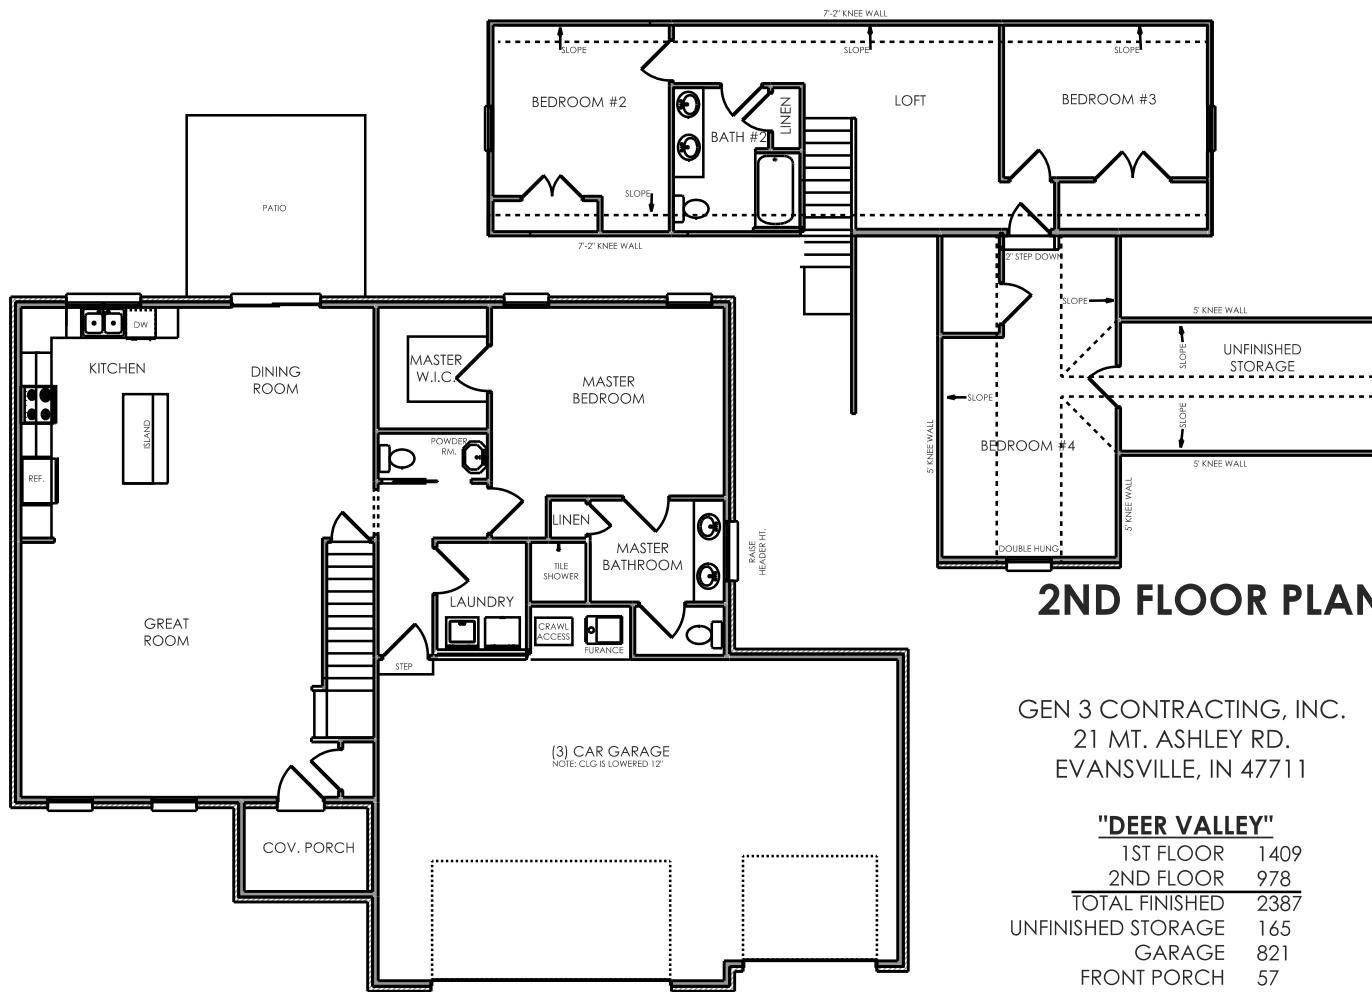 7'-2" KNEE WALL
SLOPE
SLOPE
SLOPE
BEDROOM #2
LOFT
BEDROOM #3
LINEN
BATH #2
SLOPE
7'-2" KNEE WALL
2" STEP DOWN
SLOPE
5' KNEE WALL
UNFINISHED
STORAGE
SLOPE
SLOPE
SLOPE
BEDROOM #4
5' KNEE WALL
5' KNEE WALL
5' KNEE WALL
DOUBLE HUNG
2ND FLOOR PLAN
PATIO
DW
KITCHEN
DINING
ROOM
MASTER
W.I.C.
MASTER
BEDROOM
ISLAND
POWDER
RM.
REF.
LINEN
MASTER
BATHROOM
RAISE
HEADER HT.
TILE
SHOWER
LAUNDRY
GREAT
ROOM
CRAWL
ACCESS
FURANCE
STEP
(3) CAR GARAGE
NOTE: CLG IS LOWERED 12"
COV. PORCH
GEN 3 CONTRACTING, INC.
21 MT. ASHLEY RD.
EVANSVILLE, IN 47711
"DEER VALLEY"
1ST FLOOR 1409
2ND FLOOR 978
TOTAL FINISHED 2387
UNFINISHED STORAGE 165
GARAGE 821
FRONT PORCH 57